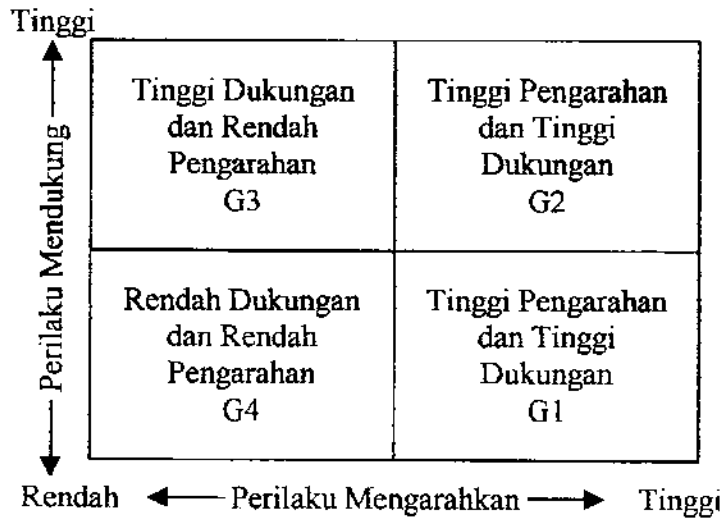 Tinggi
Perilaku Mendukung
Tinggi Dukungan
dan Rendah
Pengarahan
G3
Tinggi Pengarahan
dan Tinggi
Dukungan
G2
Rendah Dukungan
dan Rendah
Pengarahan
G4
Tinggi Pengarahan
dan Tinggi
Dukungan
G1
Rendah
Perilaku Mengarahkan
Tinggi